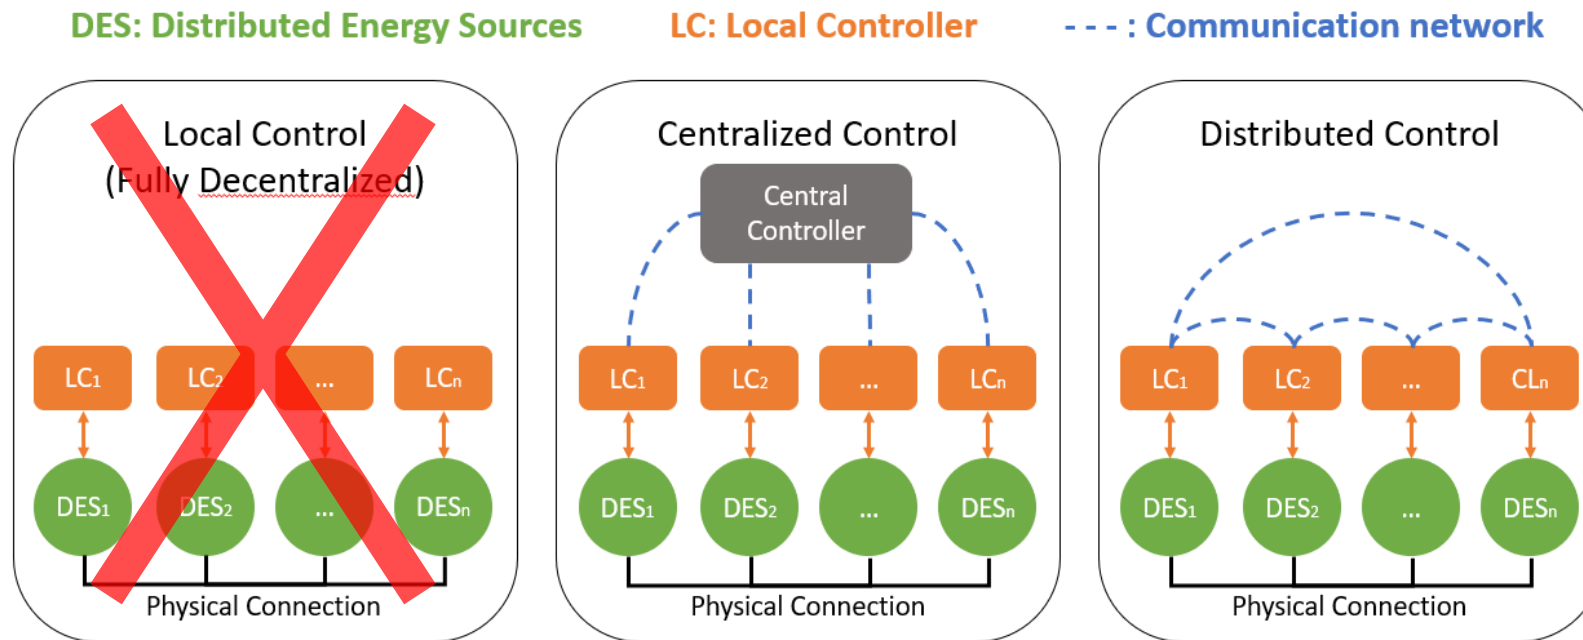 DES: Distributed Energy Sources LC: Local Controller - - - : Communication network
Local Control
(Fully Decentralized)
LC1 LC2 ... LCn
DES1 DES2 ... DESn
Physical Connection
Centralized Control
Central
Controller
LC1 LC2 ... LCn
DES1 DES2 ... DESn
Physical Connection
Distributed Control
LC1 LC2 ... CLn
DES1 DES2 ... DESn
Physical Connection